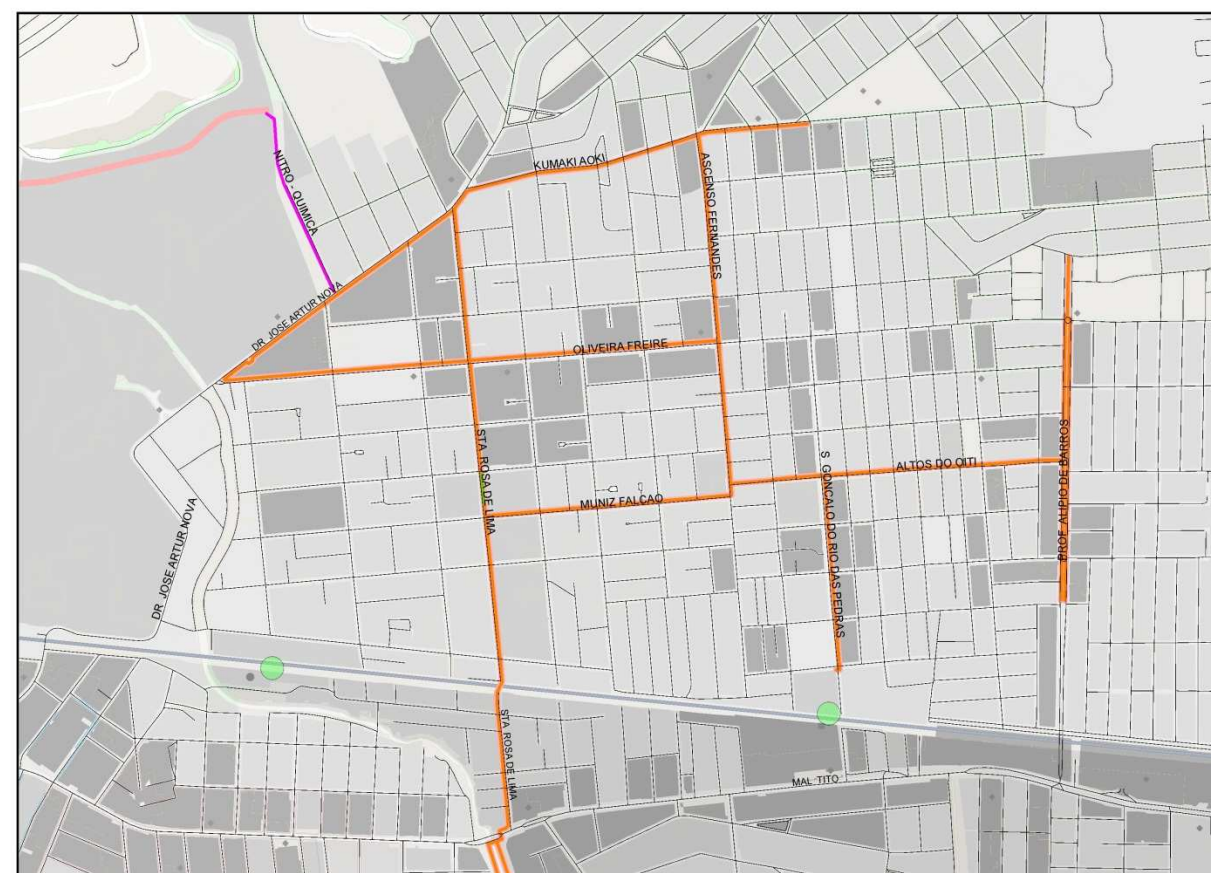 KUMAKI AOKI
NITRO - QUIMICA
ASCENSO FERNANDES
DR JOSE ARTUR NOVA
OLIVEIRA FREIRE
STA ROSA DE LIMA
ALTOS DO OITI
MUNIZ FALCAO
S GONCALO DO RIO DAS PEDRAS
PROF ALIPIO DE BARROS
DR JOSE ARTUR NOVA
STA ROSA DE LIMA
MAL TITO